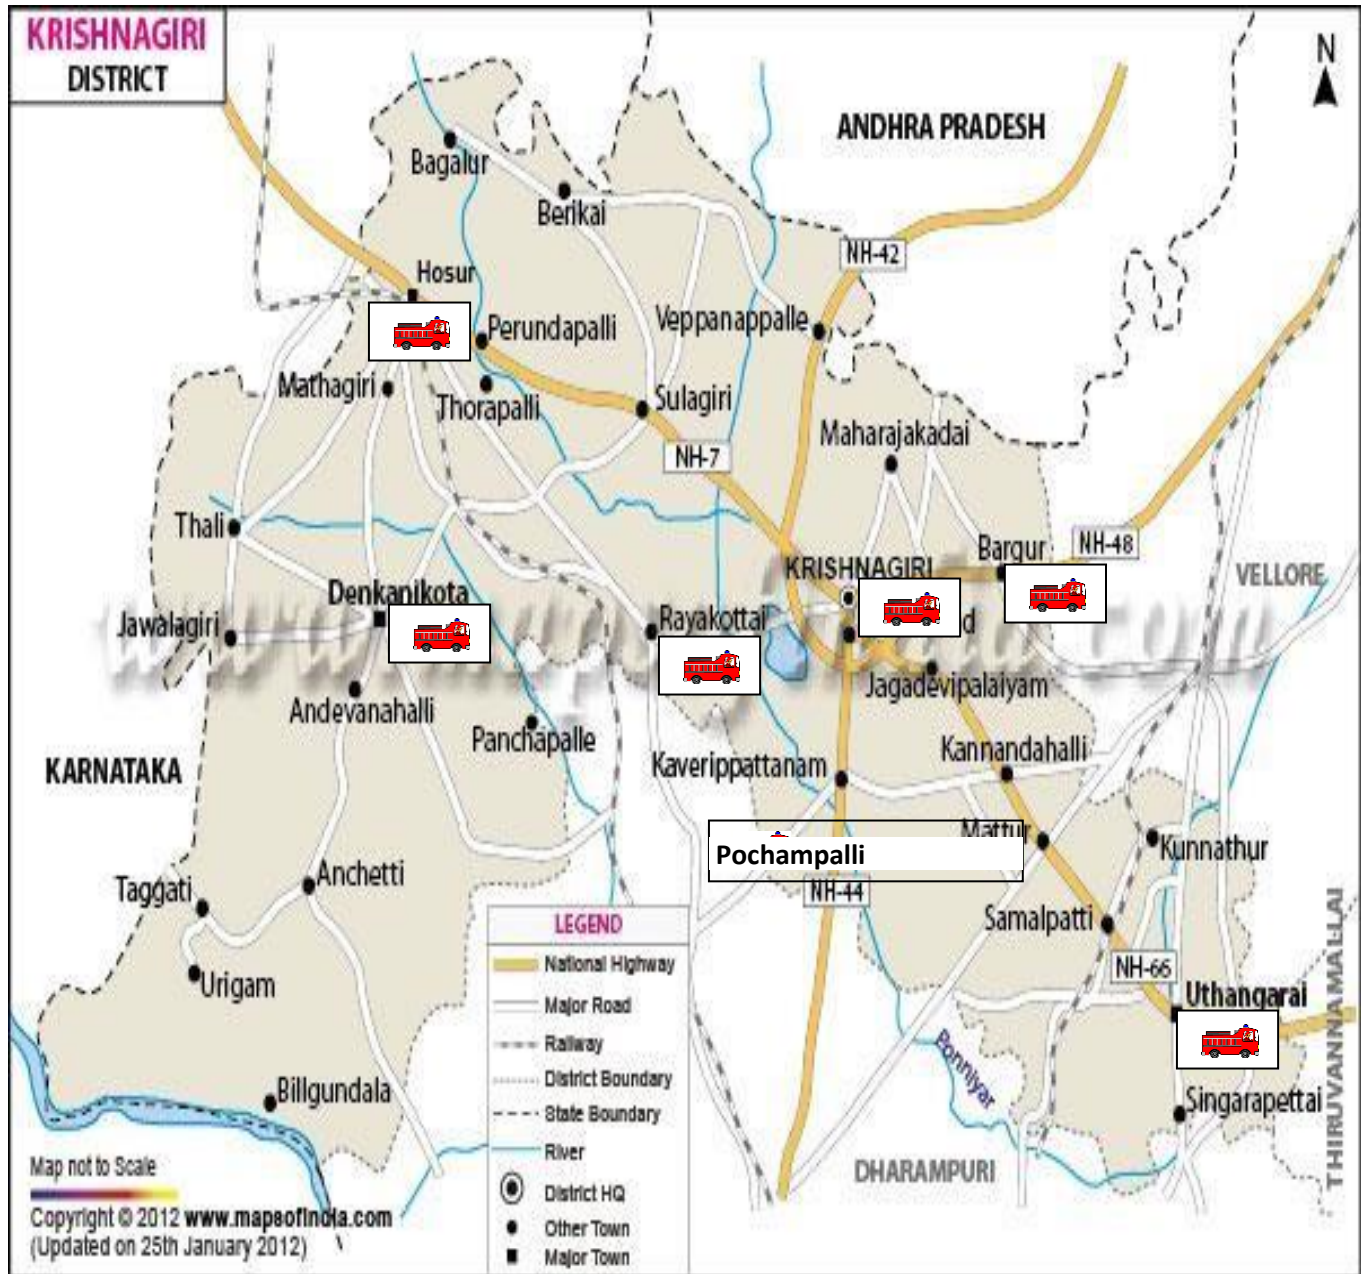 KRISHNAGIRI
DISTRICT
N
ANDHRA PRADESH
Bagalur
Berikai
NH-42
Hosur
Perundapalli
Veppanappalle
Mathagiri
Thorapalli
Sulagiri
Maharajakadai
NH-7
Thali
Bargur
NH-48
KRISHNAGIRI
VELLORE
Denkanikota
Jawalagiri
Rayakottai
d
Jagadevipalaiyam
Andevanahalli
Panchapalle
Kannandahalli
KARNATAKA
Kaverippattanam
Mattur
Pochampalli
Kunnathur
Anchetti
Taggati
NH-44
Samalpatti
LEGEND
National Highway
NH-66
Urigam
Uthangarai
Major Road
Railway
Ponniyar
District Boundary
Billgundala
State Boundary
Singarapettai
THIRUVANNAMALLAI
River
Map not to Scale
DHARAMPURI
District HQ
Copyright © 2012 www.mapsofindia.com
Other Town
(Updated on 25th January 2012)
Major Town